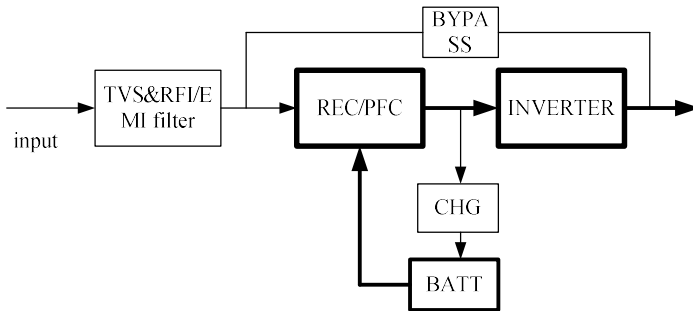 BYPA
SS
TVS&RFI/E
MI filter
REC/PFC
INVERTER
input
CHG
BATT